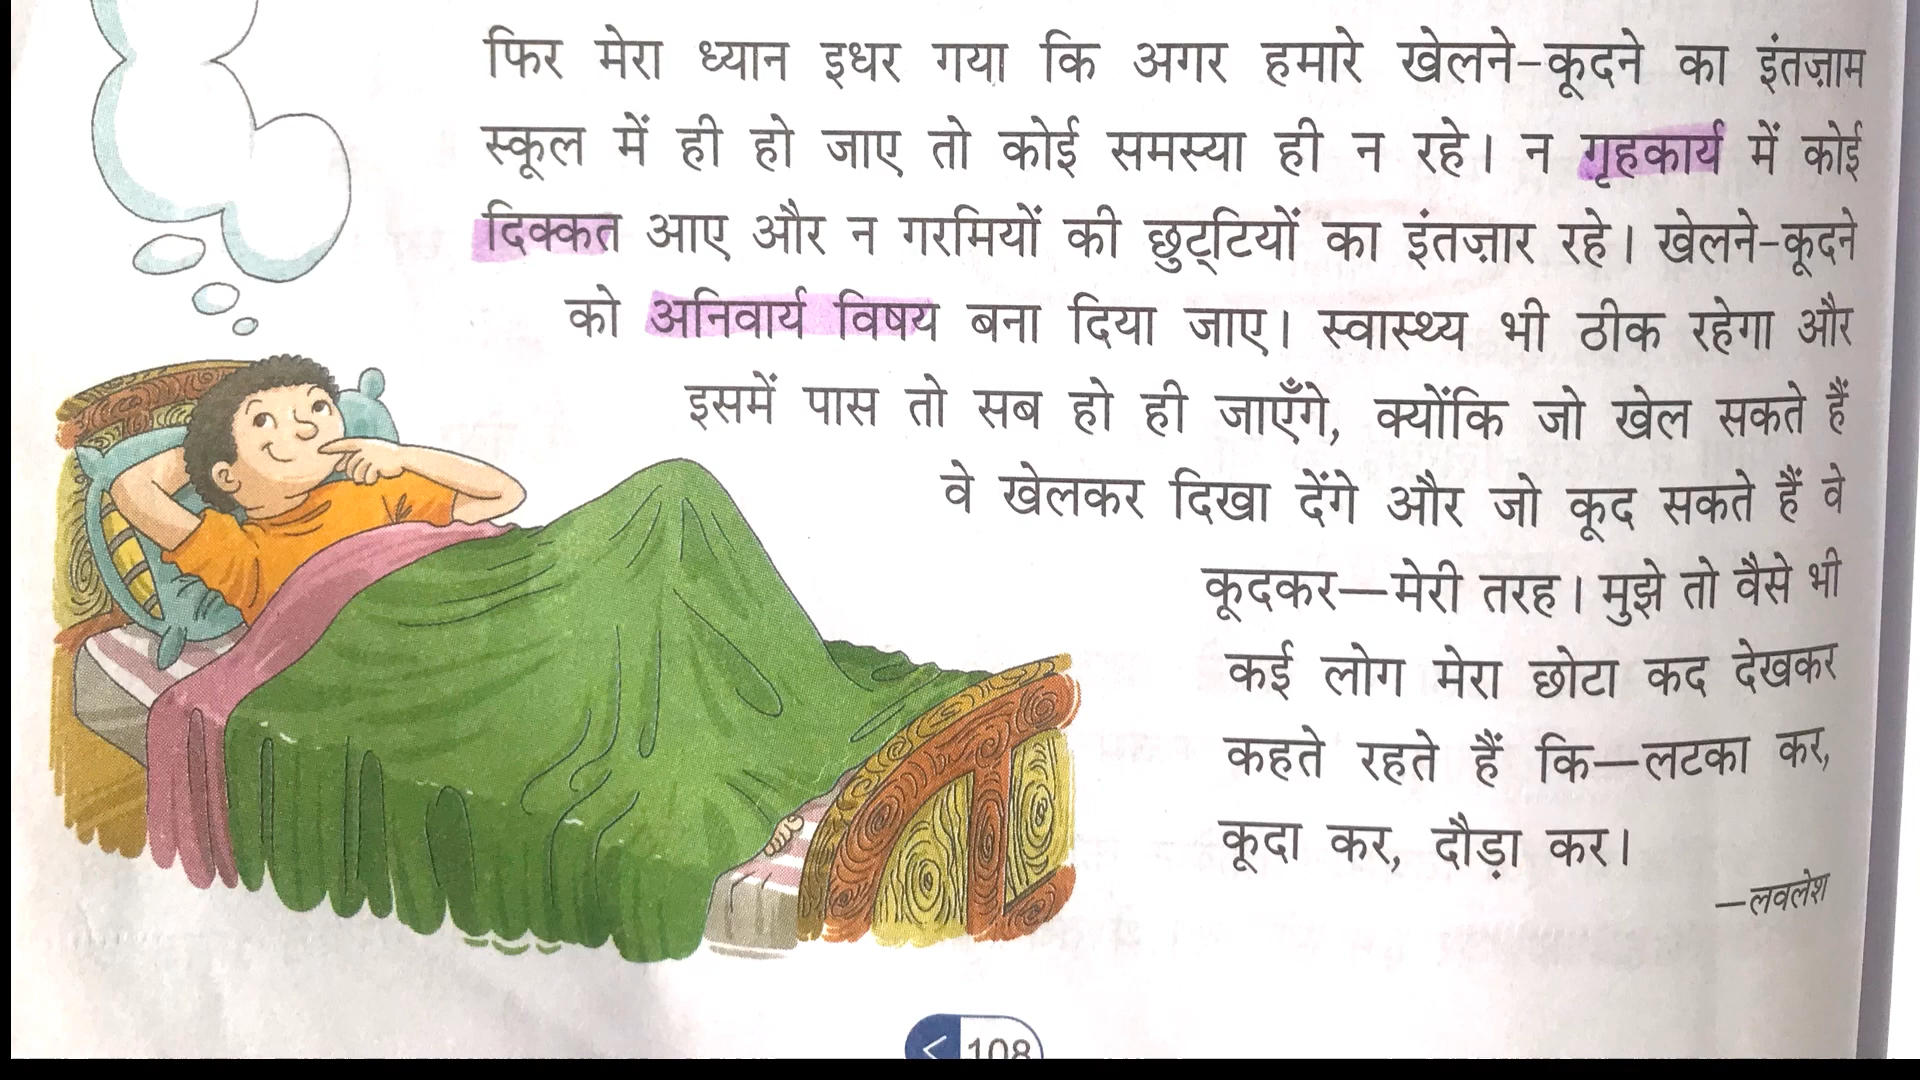 फिर मेरा ध्यान इधर गया कि अगर हमारे खेलने-कूदने का इंतज़ाम
स्कूल में ही हो जाए तो कोई समस्या ही न रहे। न गृहकार्य में कोई
दिक्कत आए और न गरमियों की छुट्टियों का इंतज़ार रहे। खेलने-कूदने
को अनिवार्य विषय बना दिया जाए। स्वास्थ्य भी ठीक रहेगा और
इसमें पास तो सब हो ही जाएँगे, क्योंकि जो खेल सकते हैं
वे खेलकर दिखा देंगे और जो कूद सकते हैं वे
कूदकर—मेरी तरह। मुझे तो वैसे भी
कई लोग मेरा छोटा कद देखकर
कहते रहते हैं कि—लटका कर,
कूदा कर, दौड़ा कर।
—लवलेश
108